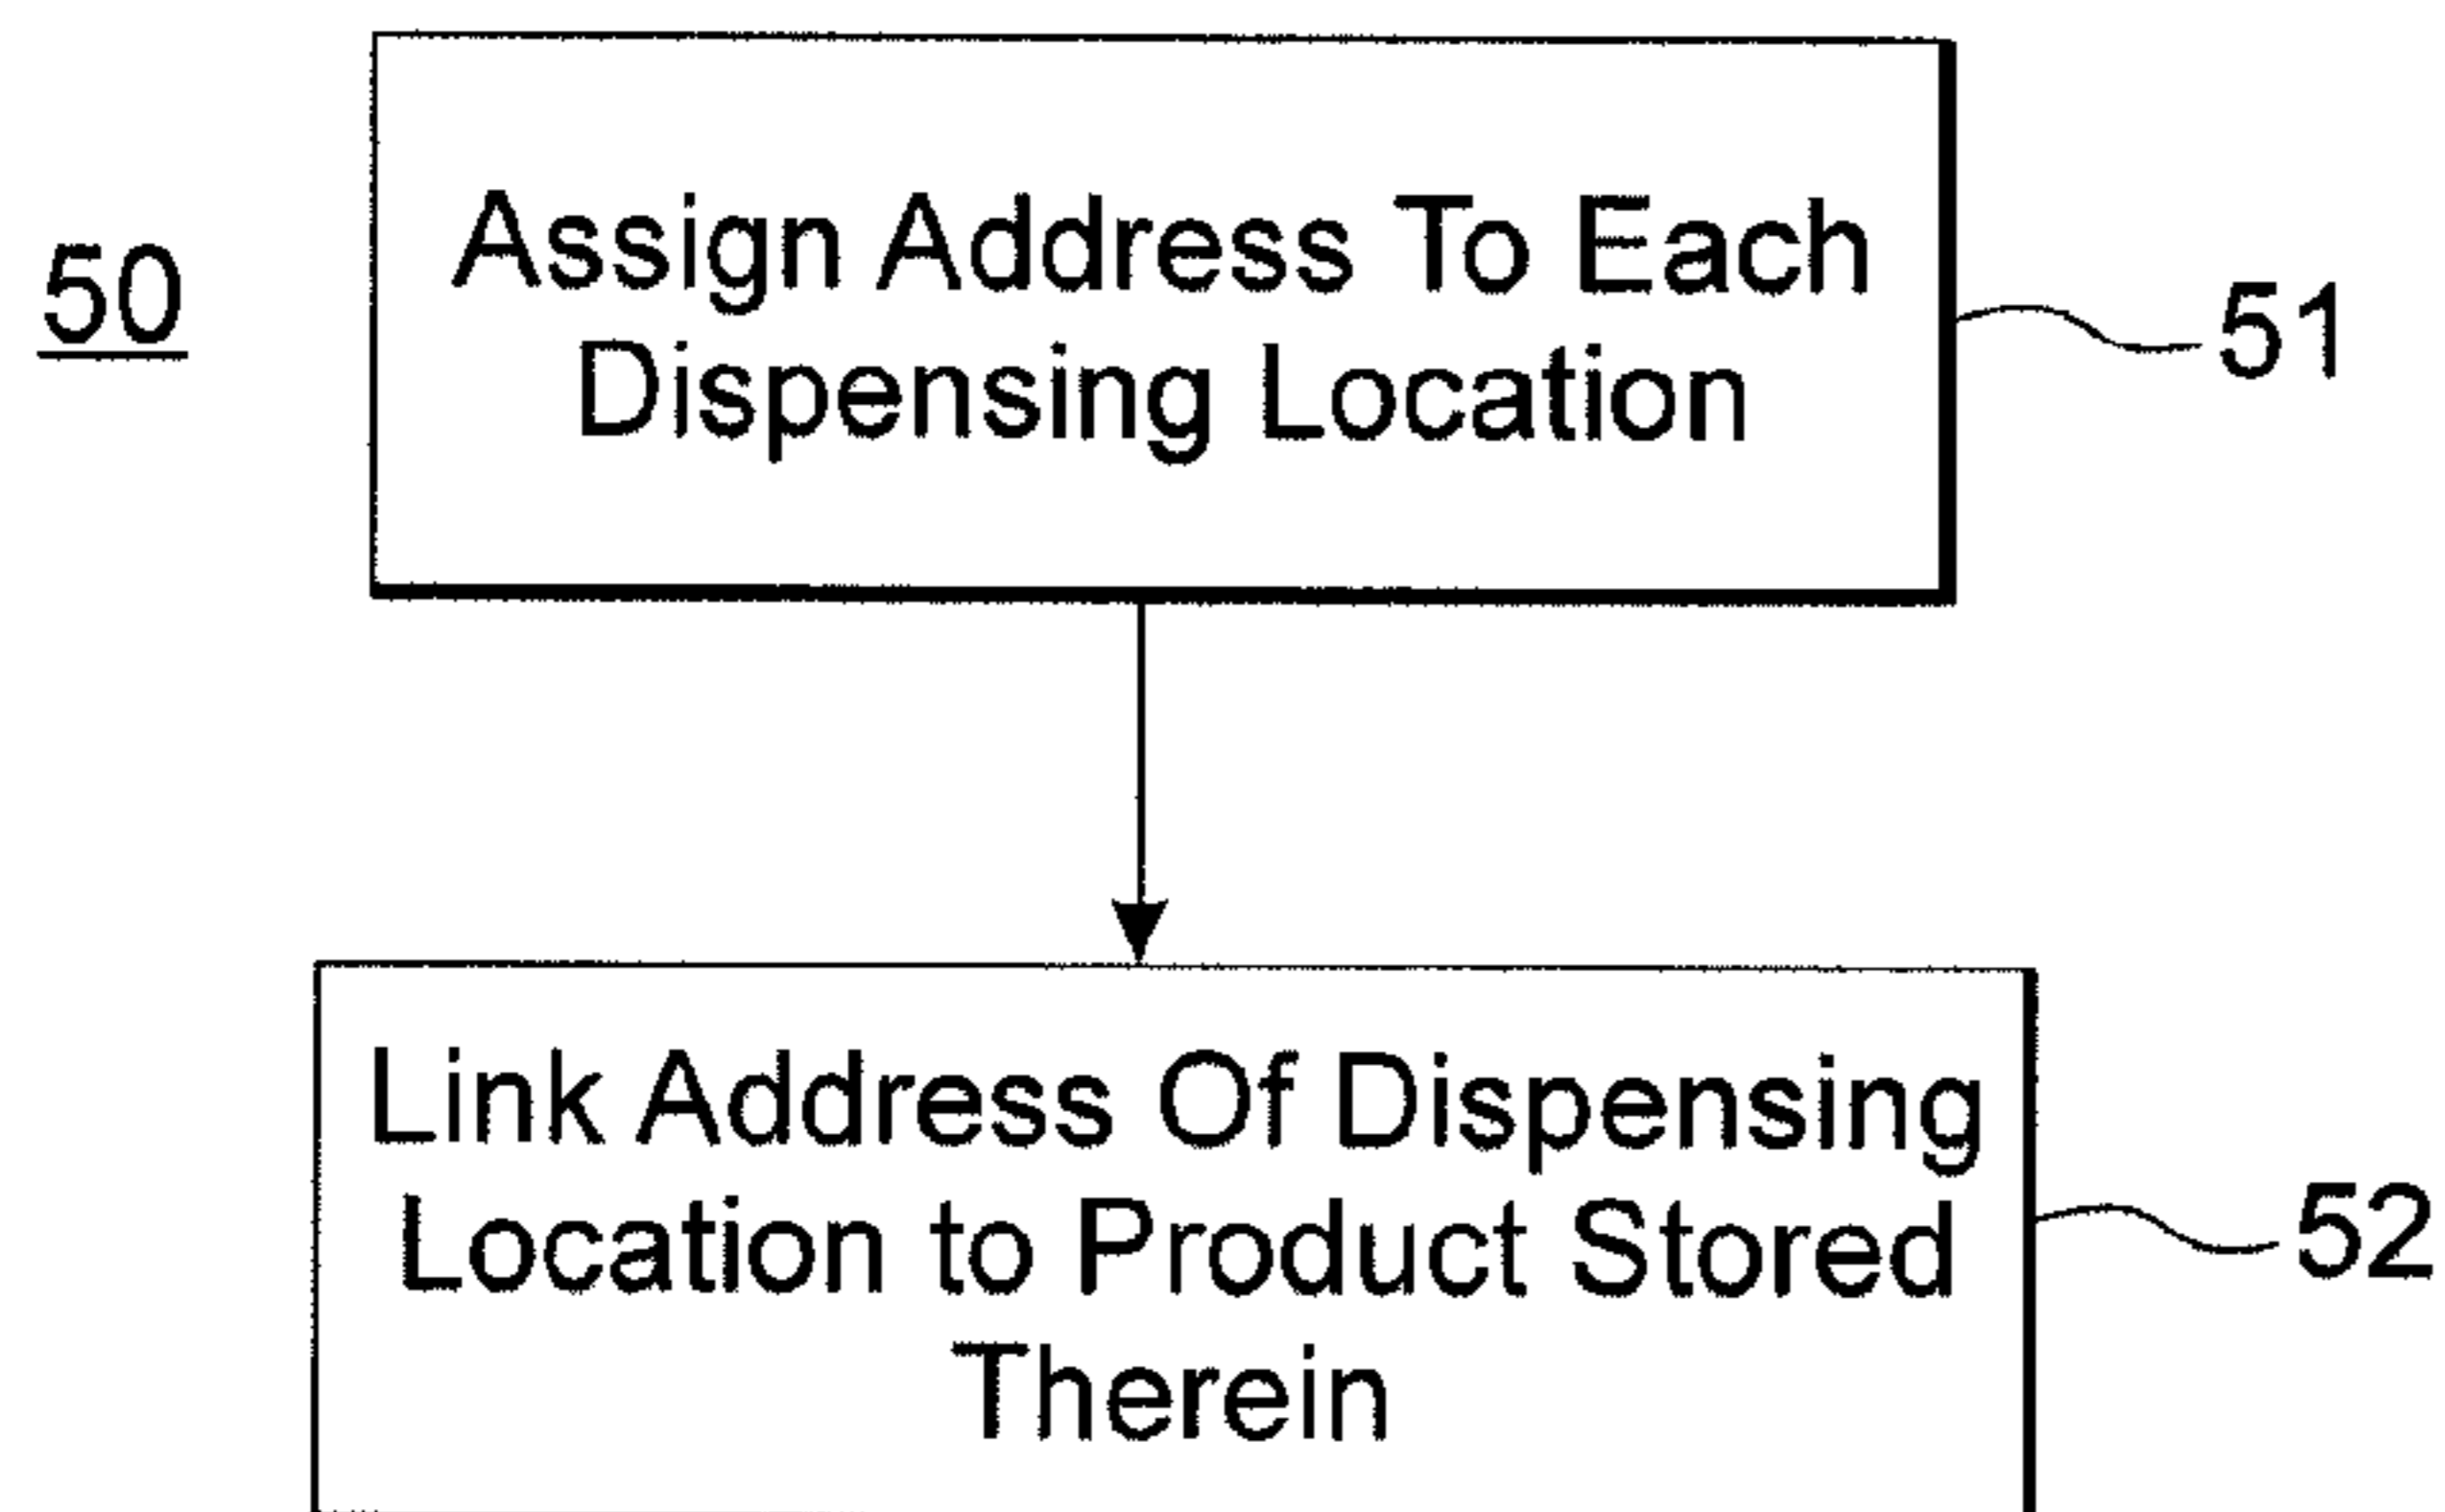 50
Assign Address To Each
Dispensing Location
51
Link Address Of Dispensing
Location to Product Stored
Therein
52